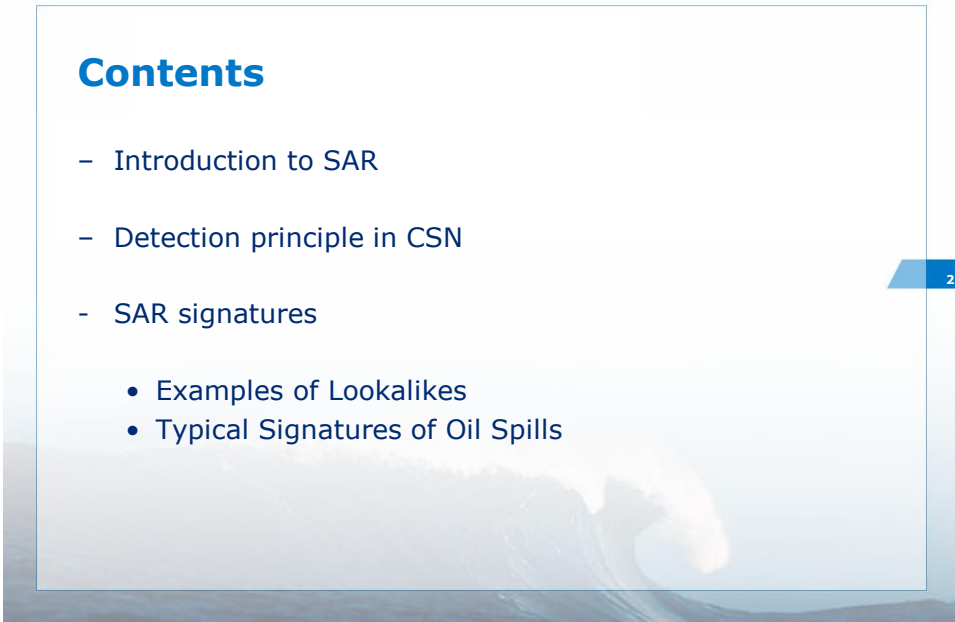 Contents
– Introduction to SAR
– Detection principle in CSN
2
- SAR signatures
• Examples of Lookalikes
• Typical Signatures of Oil Spills